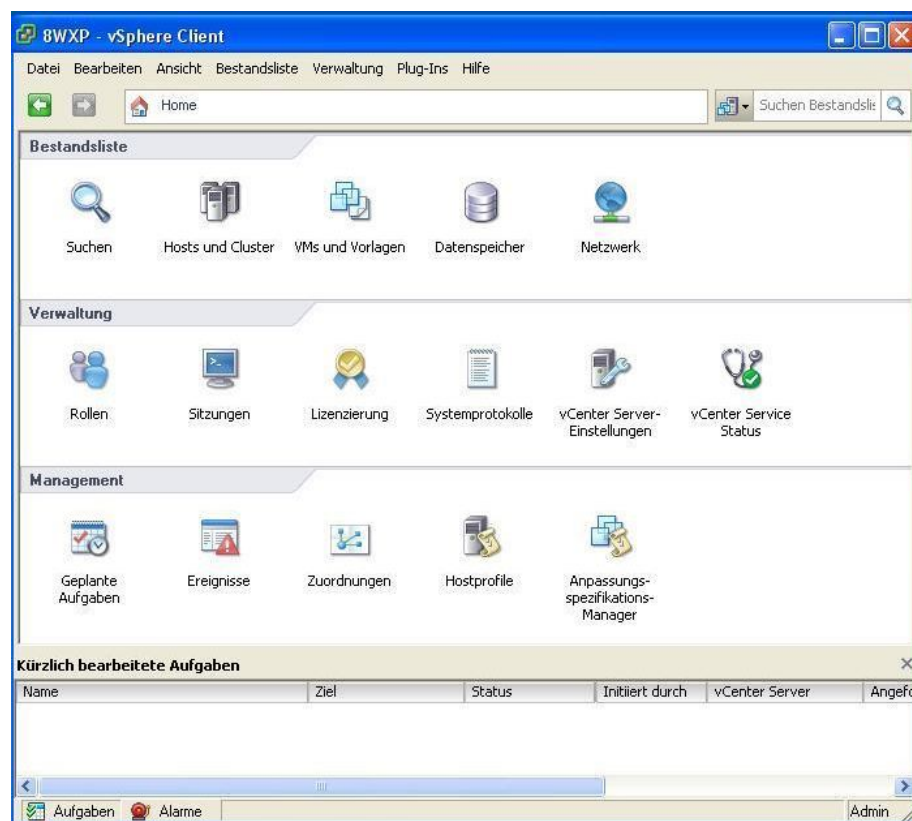 8WXP - vSphere Client
Datei Bearbeiten Ansicht Bestandsliste Verwaltung Plug-Ins Hilfe
Home
Suchen Bestandslis
Bestandsliste
Suchen Hosts und Cluster VMs und Vorlagen Datenspeicher Netzwerk
Verwaltung
Rollen Sitzungen Lizenzierung Systemprotokolle vCenter Server- vCenter Service
Einstellungen Status
Management
Geplante Ereignisse Zuordnungen Hostprofile Anpassungs-
Aufgaben spezifikations-
Manager
Kürzlich bearbeitete Aufgaben
Name Ziel Status Initiiert durch vCenter Server Angefo
Aufgaben Alarme Admin